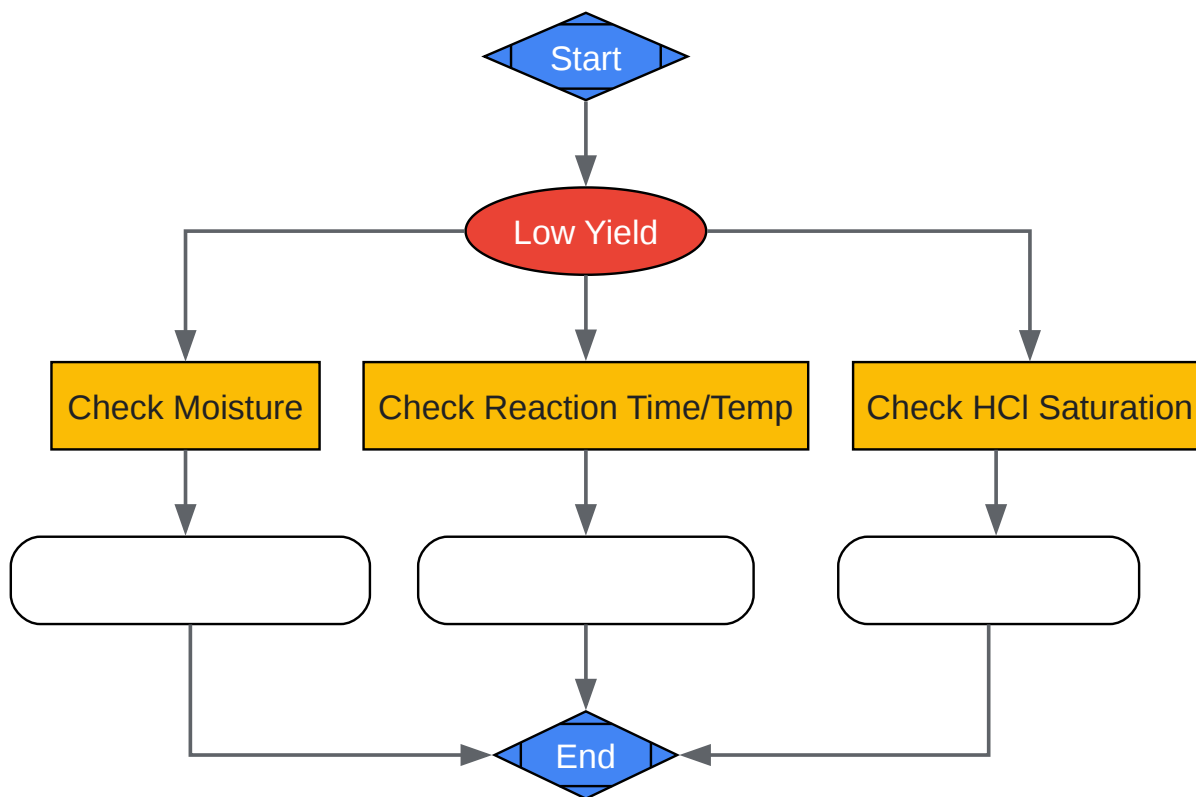 Start
Low Yield
Check Moisture
Check Reaction Time/Temp
Check HCl Saturation
End